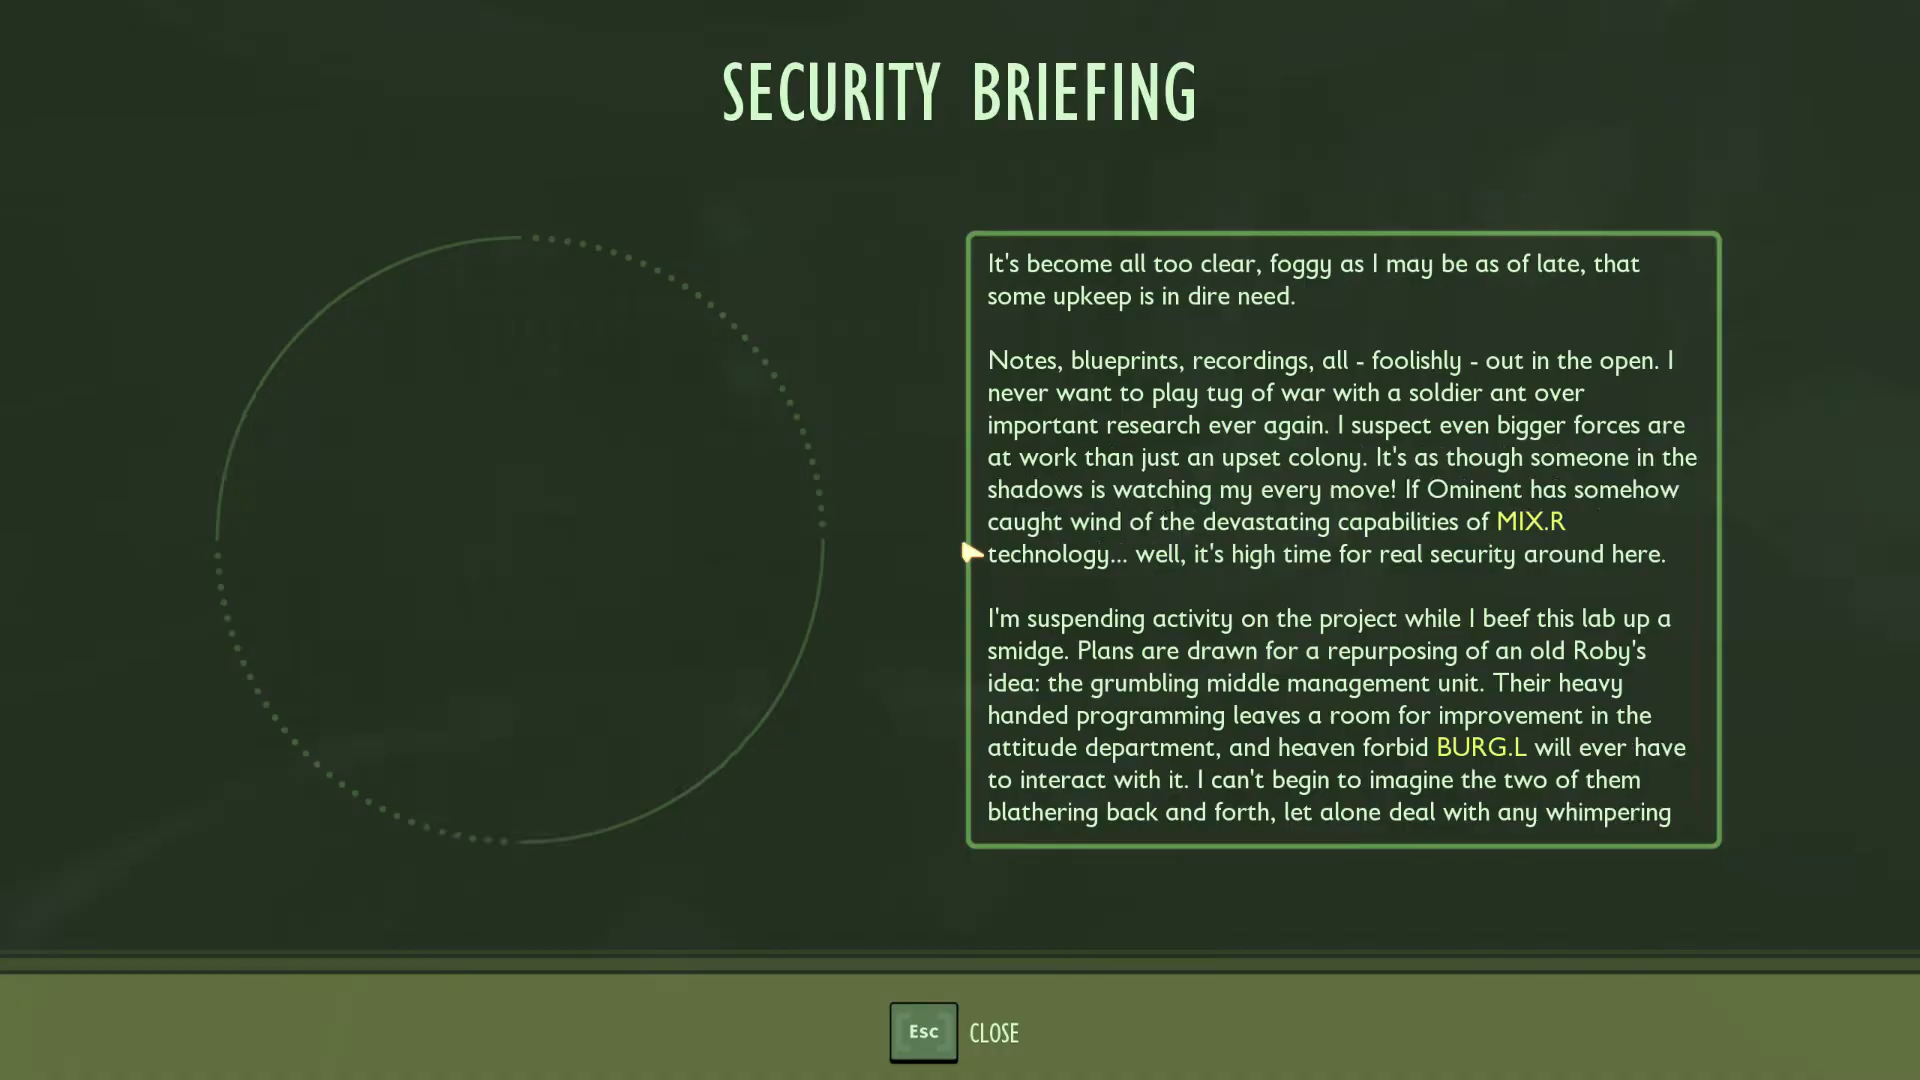 SECURITY BRIEFING
It's become all too clear, foggy as I may be as of late, that
some upkeep is in dire need.
Notes, blueprints, recordings, all - foolishly - out in the open. I
never want to play tug of war with a soldier ant over
important research ever again. I suspect even bigger forces are
at work than just an upset colony. It's as though someone in the
shadows is watching my every move! If Ominent has somehow
caught wind of the devastating capabilities of MIX.R
technology... well, it's high time for real security around here.
I'm suspending activity on the project while I beef this lab up a
smidge. Plans are drawn for a repurposing of an old Roby's
idea: the grumbling middle management unit. Their heavy
handed programming leaves a room for improvement in the
attitude department, and heaven forbid BURG.L will ever have
to interact with it. I can't begin to imagine the two of them
blathering back and forth, let alone deal with any whimpering
Esc CLOSE